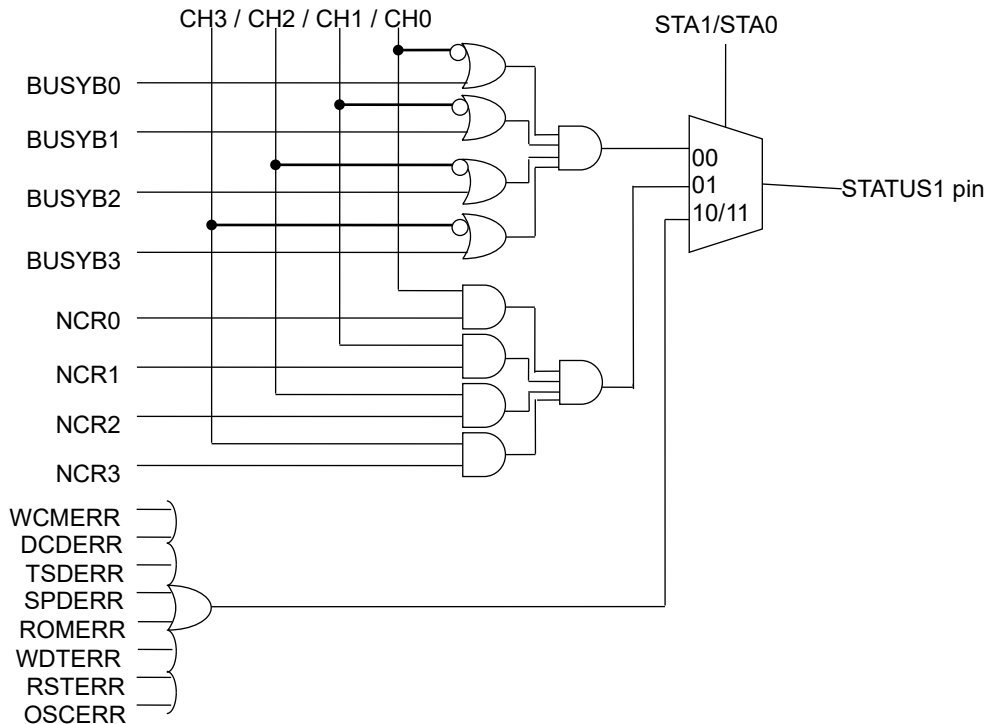 CH3 / CH2 / CH1 / CH0
STA1/STA0
BUSYB0
BUSYB1
BUSYB2
BUSYB3
00
01
10/11
STATUS1 pin
NCR0
NCR1
NCR2
NCR3
WCMERR
DCDERR
TSDERR
SPDERR
ROMERR
WDTERR
RSTERR
OSCERR